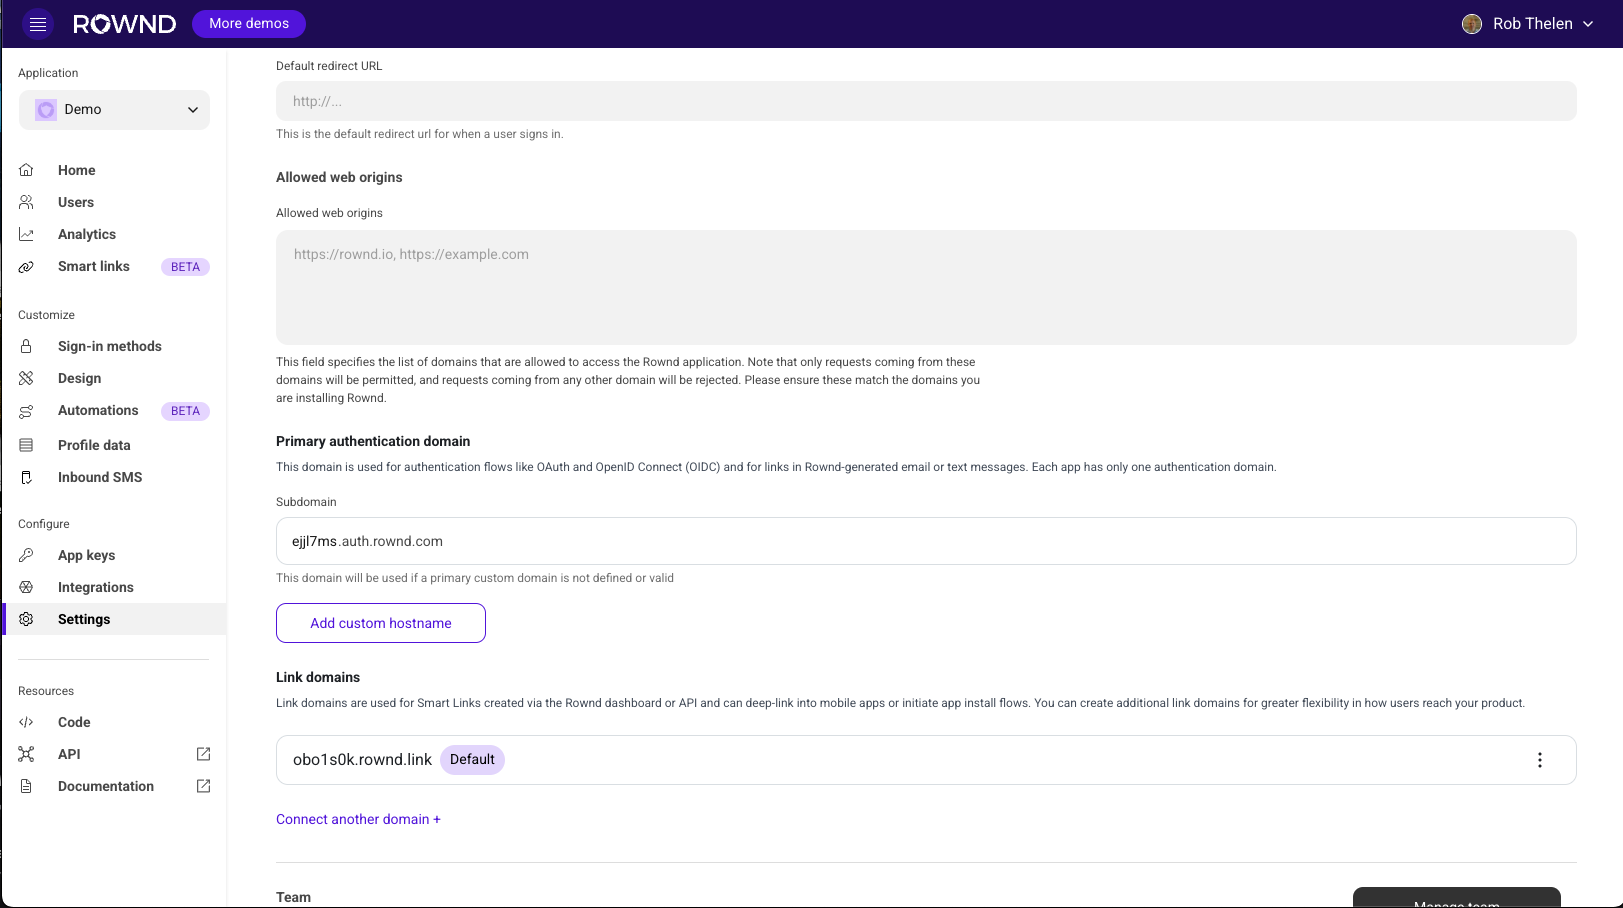 ROWND
More demos
Rob Thelen
Application
Demo
Home
Users
Analytics
Smart links BETA
Customize
Sign-in methods
Design
Automations BETA
Profile data
Inbound SMS
Configure
App keys
Integrations
Settings
Resources
Code
API
Documentation
Default redirect URL
http://...
This is the default redirect url for when a user signs in.
Allowed web origins
Allowed web origins
https://rownd.io, https://example.com
This field specifies the list of domains that are allowed to access the Rownd application. Note that only requests coming from these
domains will be permitted, and requests coming from any other domain will be rejected. Please ensure these match the domains you
are installing Rownd.
Primary authentication domain
This domain is used for authentication flows like OAuth and OpenID Connect (OIDC) and for links in Rownd-generated email or text messages. Each app has only one authentication domain.
Subdomain
ejjl7ms.auth.rownd.com
This domain will be used if a primary custom domain is not defined or valid
Add custom hostname
Link domains
Link domains are used for Smart Links created via the Rownd dashboard or API and can deep-link into mobile apps or initiate app install flows. You can create additional link domains for greater flexibility in how users reach your product.
obo1s0k.rownd.link Default
Connect another domain +
Team
Manage team